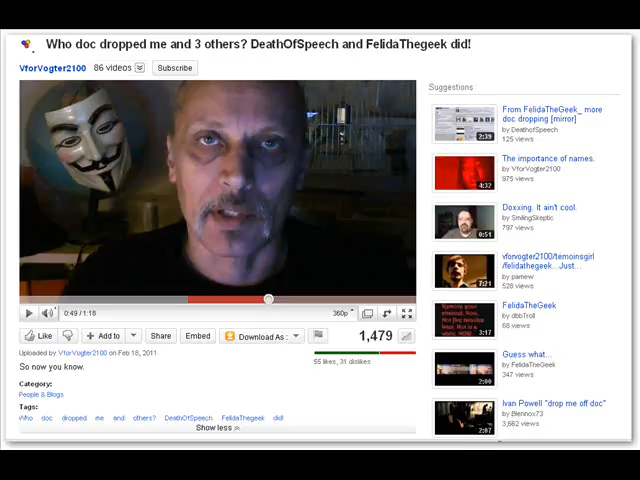 Who doc dropped me and 3 others? DeathOfSpeech and FelidaThegeek did!
VforVogter2100 86 videos Subscribe
Suggestions
From FelidaTheGeek_ more
doc dropping [mirror]
by DeathofSpeech
125 views
2:39
The importance of names.
by VforVogter2100
975 views
4:32
Doxxing. It ain't cool.
by SmilingSkeptic
797 views
0:51
vforvogter2100/temoinsgirl
/felidathegeek... Just...
by pamew
528 views
7:21
FelidaTheGeek
by dbbTroll
68 views
3:17
Guess what...
by FelidaTheGeek
347 views
2:00
Ivan Powell "drop me off doc"
by Blennox73
3,662 views
2:07
0:49 / 1:18 360p
Like Add to Share Embed Download As: 1,479
Uploaded by VforVogter2100 on Feb 18, 2011
55 likes, 31 dislikes
So now you know.
Category:
People & Blogs
Tags:
Who doc dropped me and others? DeathOfSpeech FelidaThegeek did!
Show less